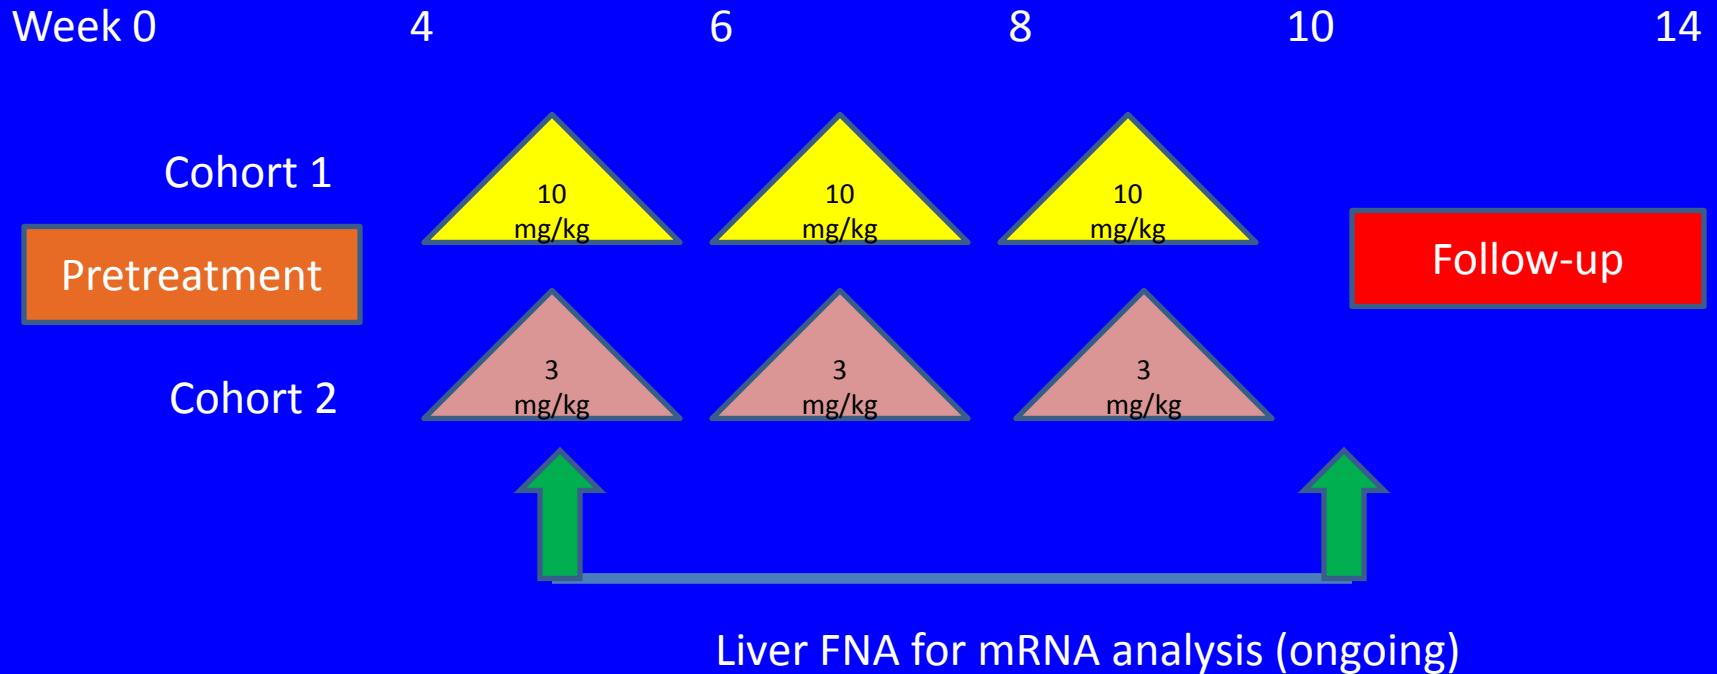 Week 0 4 6 8 10 14
Cohort 1
10
mg/kg
10
mg/kg
10
mg/kg
Pretreatment
Follow-up
Cohort 2
3
mg/kg
3
mg/kg
3
mg/kg
Liver FNA for mRNA analysis (ongoing)